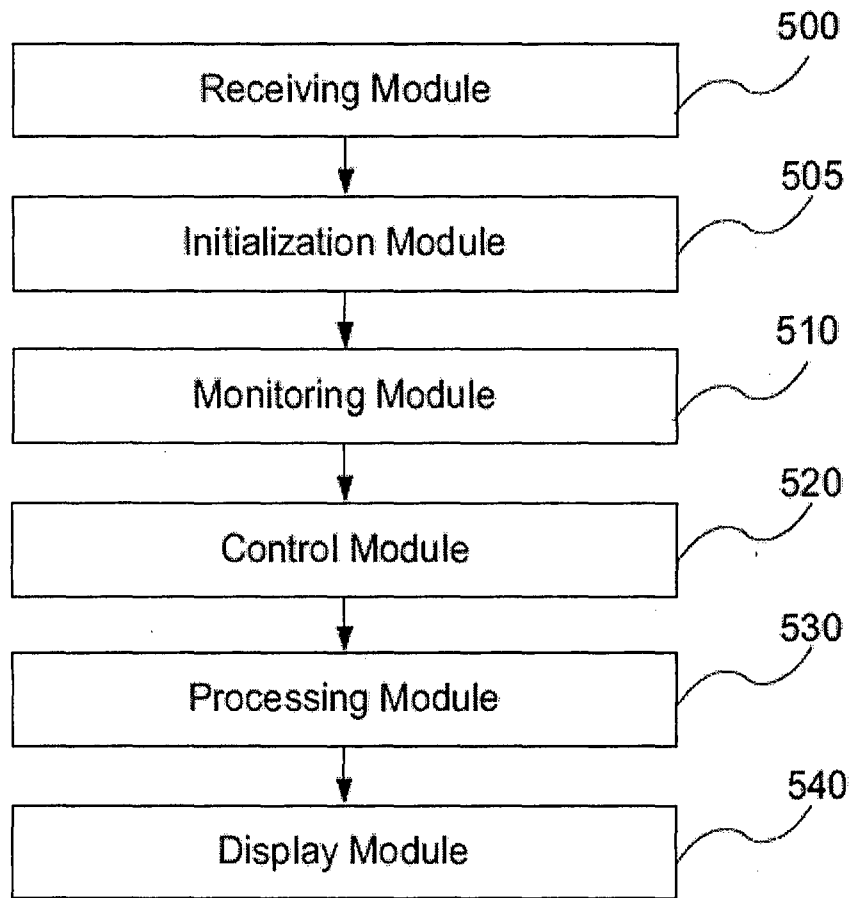 500
Receiving Module
505
Initialization Module
510
Monitoring Module
520
Control Module
530
Processing Module
540
Display Module